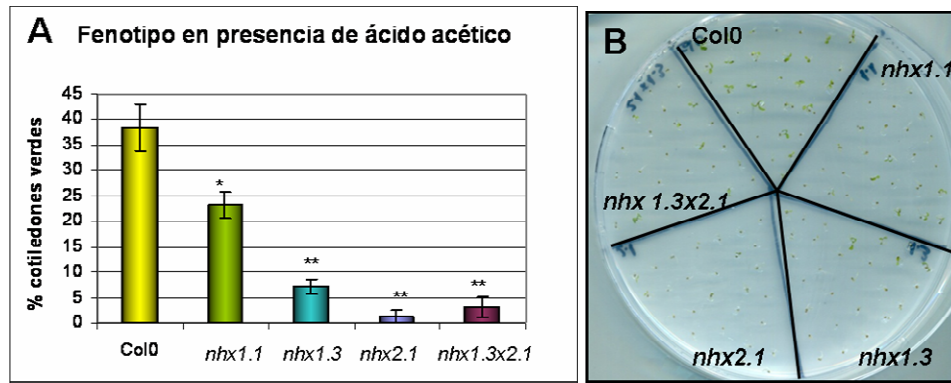 A Fenotipo en presencia de ácido acético
% cotiledones verdes
45
40
35
30
25
20
15
10
5
0
*
**
**
**
Col0 nhx1.1 nhx1.3 nhx2.1 nhx1.3x2.1
B
Col0
nhx1.1
nhx 1.3x2.1
nhx2.1
nhx1.3
1-1